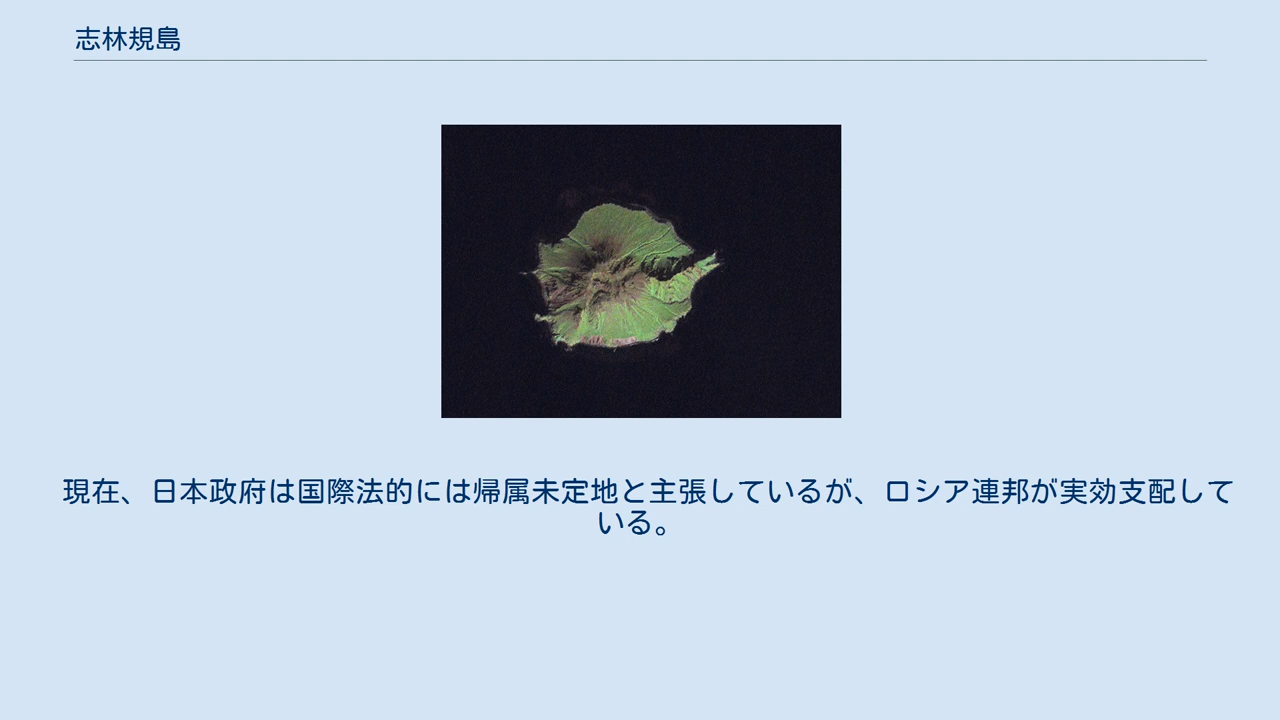 志林規島
現在、日本政府は国際法的には帰属未定地と主張しているが、ロシア連邦が実効支配して
いる。